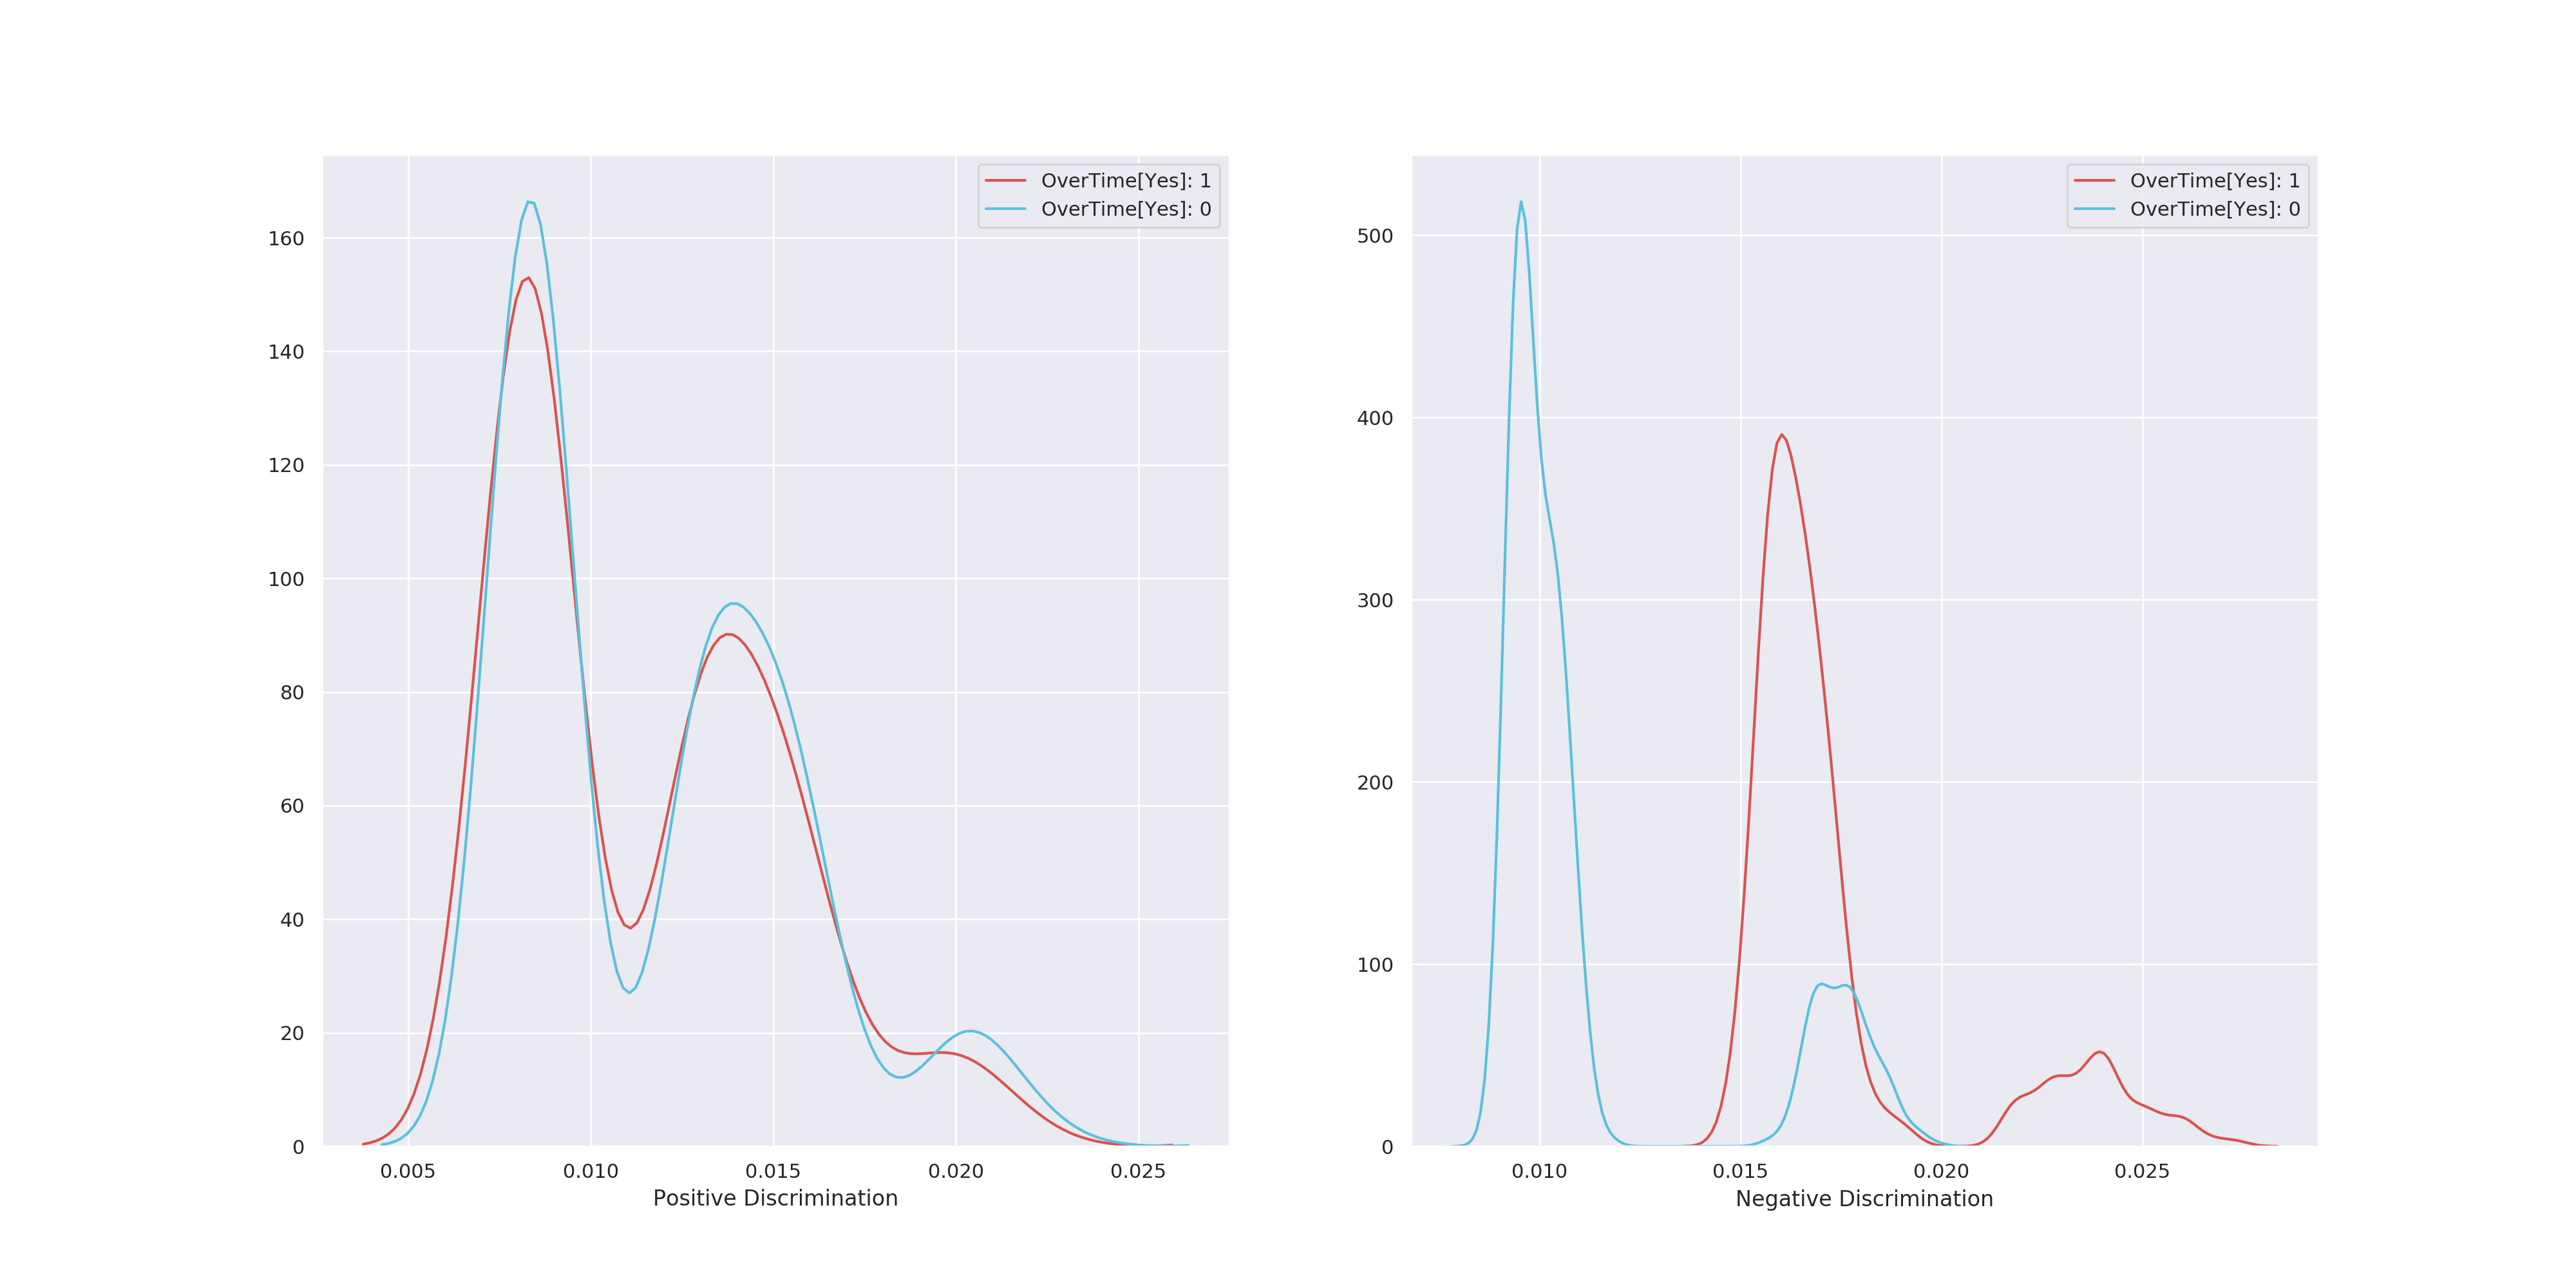 OverTime[Yes]: 1
OverTime[Yes]: 0
160
140
120
100
80
60
40
20
0
0.005 0.010 0.015 0.020 0.025
Positive Discrimination
OverTime[Yes]: 1
OverTime[Yes]: 0
500
400
300
200
100
0
0.010 0.015 0.020 0.025
Negative Discrimination